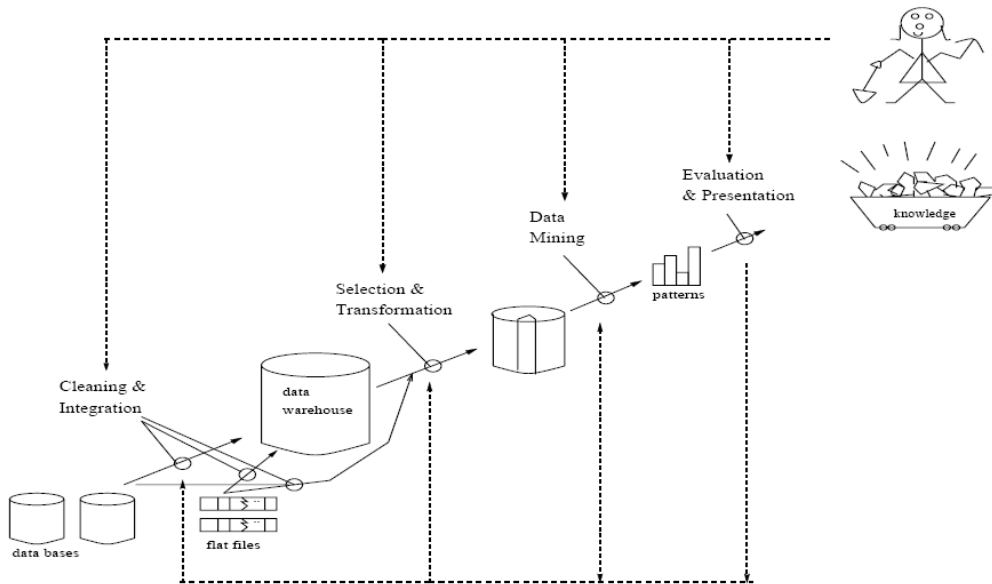 Evaluation
& Presentation
knowledge
Data
Mining
Selection &
Transformation
patterns
Cleaning &
Integration
data
warehouse
data bases
flat files